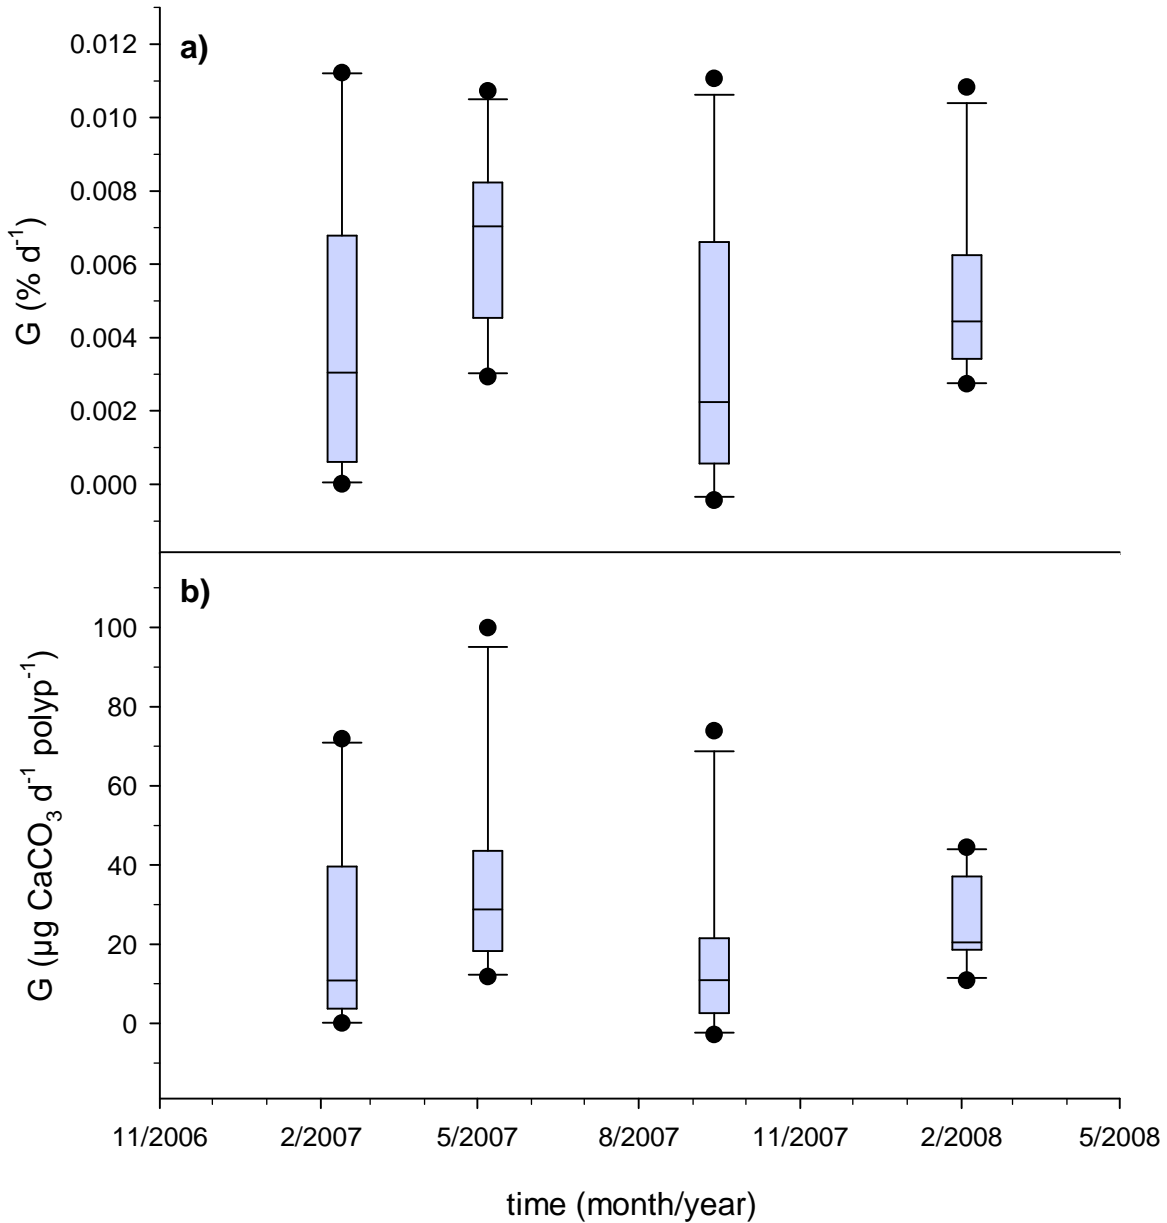 a)
0.012
0.010
0.008
0.006
0.004
0.002
0.000
G (% d⁻¹)
b)
100
80
60
40
20
0
G (µg CaCO₃ d⁻¹ polyp⁻¹)
11/2006 2/2007 5/2007 8/2007 11/2007 2/2008 5/2008
time (month/year)